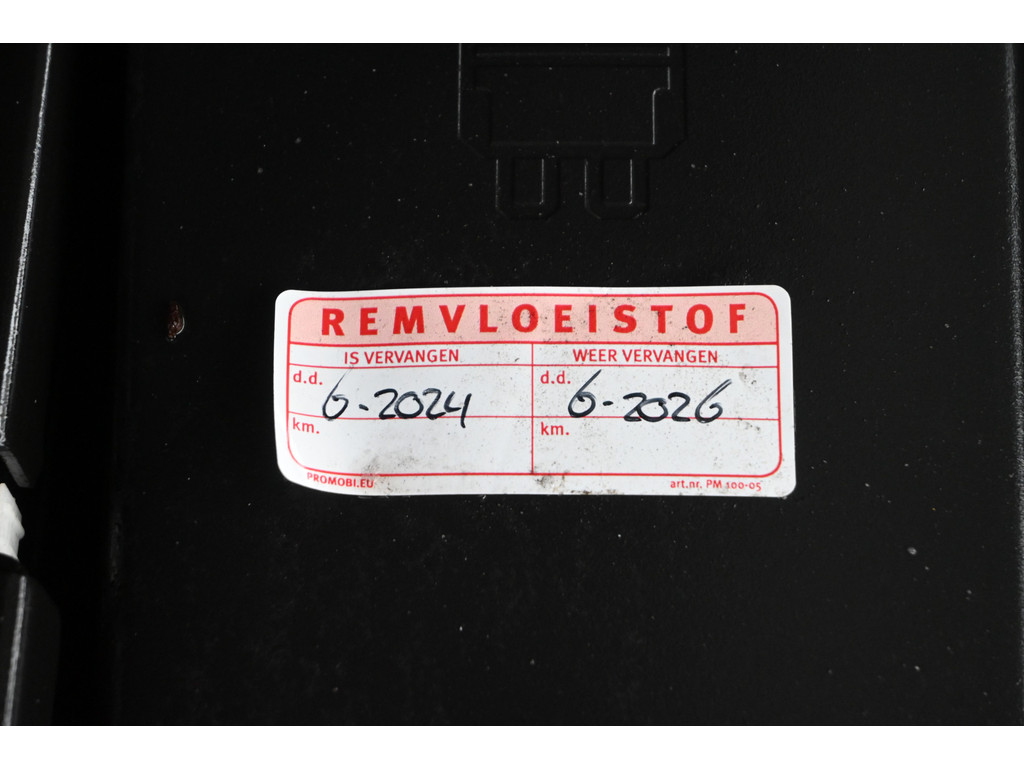 REMVLOEISTOF
IS VERVANGEN WEER VERVANGEN
d.d. 6-2024 d.d. 6-2026
km. km.
PROMOBI.EU art.nr. PM 100-05